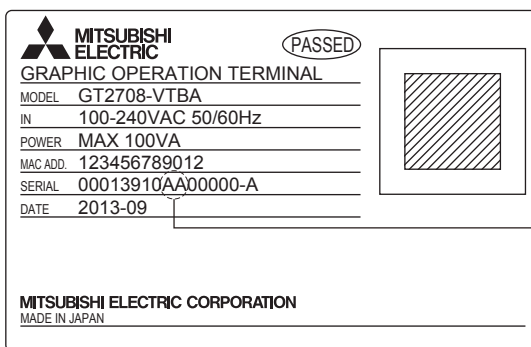 MITSUBISHI
ELECTRIC
PASSED
GRAPHIC OPERATION TERMINAL
MODEL GT2708-VTBA
IN 100-240VAC 50/60Hz
POWER MAX 100VA
MAC ADD. 123456789012
SERIAL 00013910AA00000-A
DATE 2013-09
MITSUBISHI ELECTRIC CORPORATION
MADE IN JAPAN